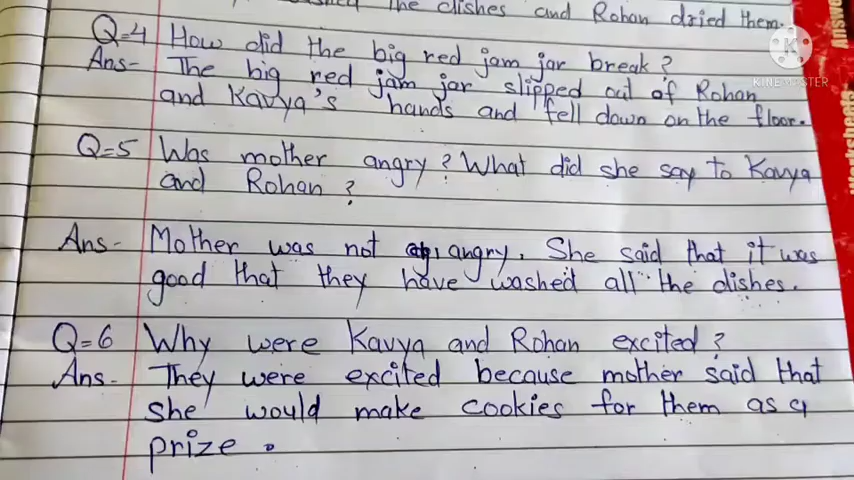 the dishes and Rohan dried them.
Q=4 How did the big red jam jar break?
Ans- The big red jam jar slipped out of Rohan
and Kavya's hands and fell down on the floor.
Q=5 Was mother angry? What did she say to Kavya
and Rohan?
Ans- Mother was not angry. She said that it was
good that they have washed all the dishes.
Q=6 Why were Kavya and Rohan excited?
Ans- They were excited because mother said that
she would make cookies for them as a
prize.
KINEMASTER
Worksheets